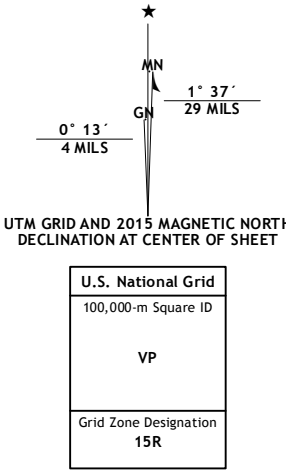 ★
MN
1° 37´
29 MILS
GN
0° 13´
4 MILS
UTM GRID AND 2015 MAGNETIC NORTH
DECLINATION AT CENTER OF SHEET
U.S. National Grid
100,000-m Square ID
VP
Grid Zone Designation
15R